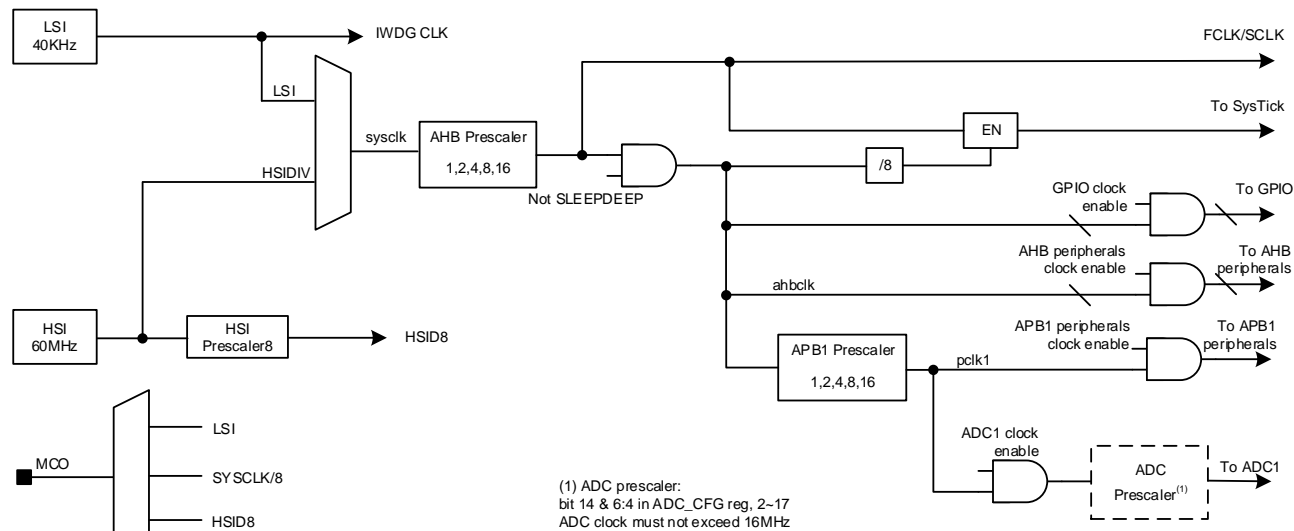 LSI
40KHz
IWDG CLK
FCLK/SCLK
LSI
To SysTick
sysclk
AHB Prescaler
1,2,4,8,16
EN
/8
HSIDIV
Not SLEEPDEEP
GPIO clock
enable
To GPIO
AHB peripherals
clock enable
To AHB
peripherals
ahbclk
HSI
60MHz
HSI
Prescaler8
HSID8
APB1 peripherals
clock enable
To APB1
peripherals
APB1 Prescaler
1,2,4,8,16
pclk1
LSI
MCO
SYSCLK/8
HSID8
ADC1 clock
enable
ADC
Prescaler(1)
To ADC1
(1) ADC prescaler:
bit 14 & 6:4 in ADC_CFG reg, 2~17
ADC clock must not exceed 16MHz